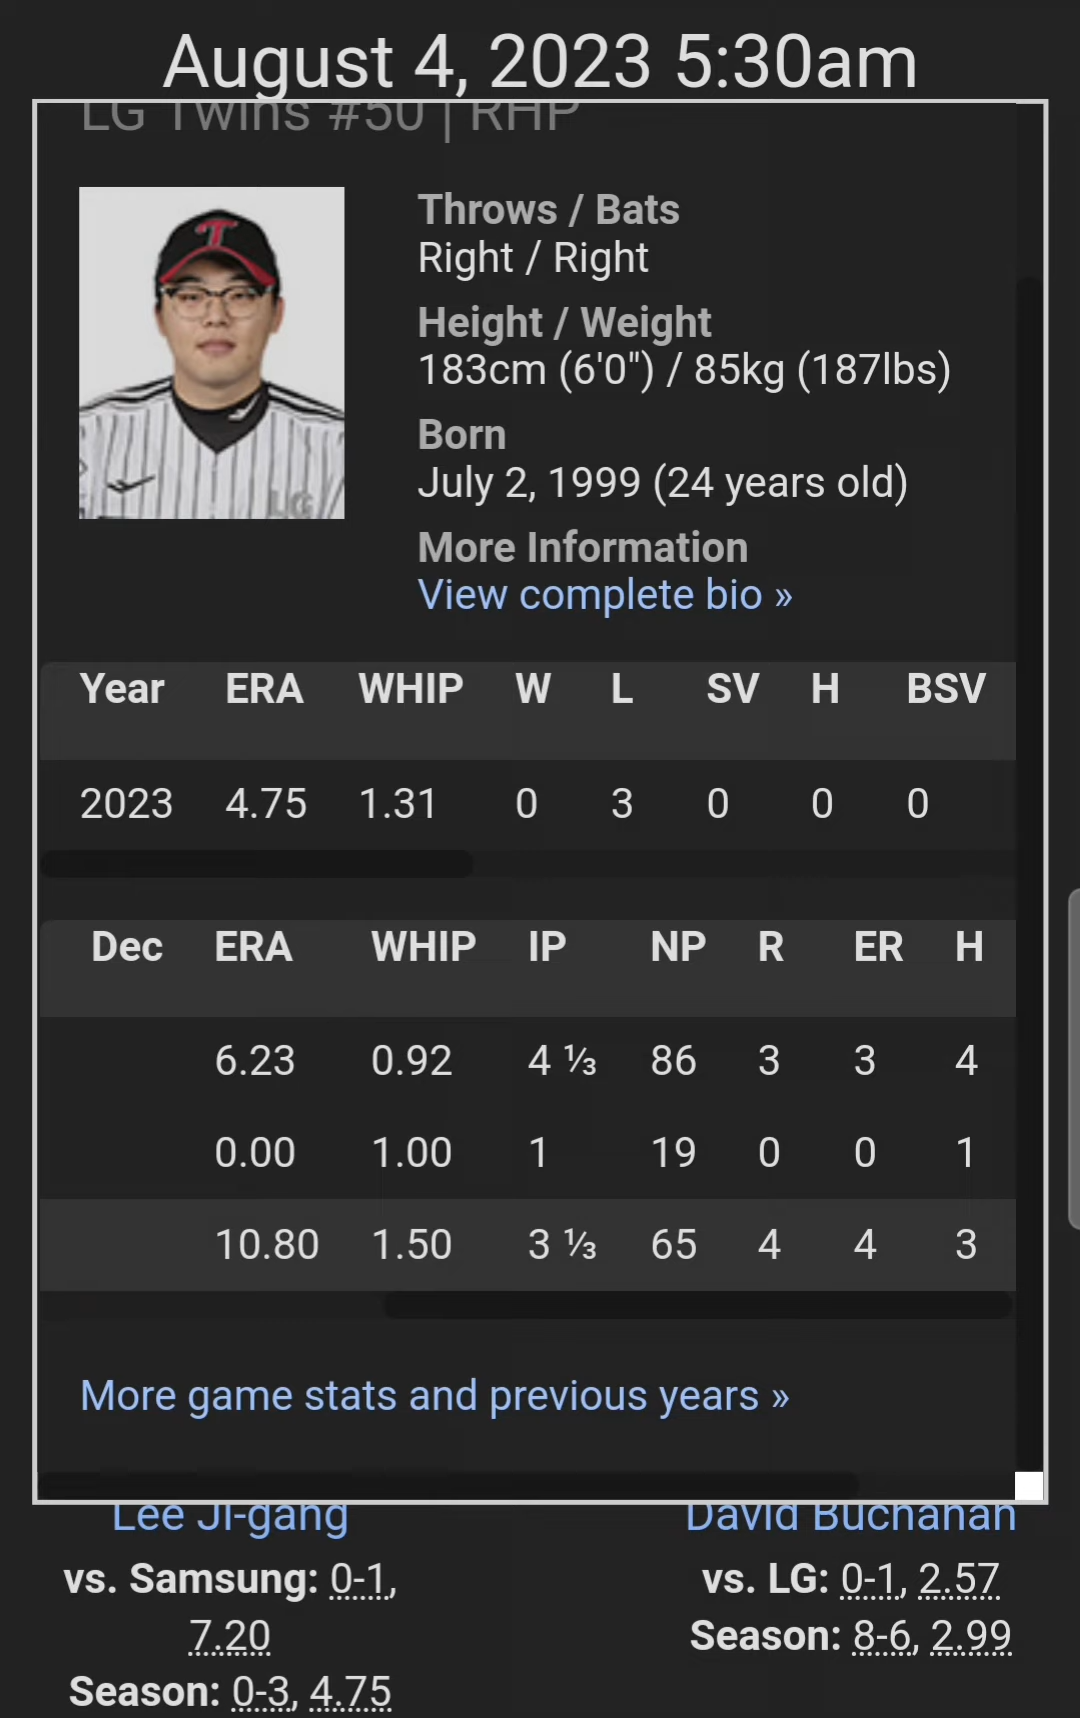 August 4, 2023 5:30am
LG Twins #50 | RHP
T
LG
Throws / Bats
Right / Right
Height / Weight
183cm (6'0") / 85kg (187lbs)
Born
July 2, 1999 (24 years old)
More Information
View complete bio »
Year ERA WHIP W L SV H BSV
2023 4.75 1.31 0 3 0 0 0
Dec ERA WHIP IP NP R ER H
6.23 0.92 4 ⅓ 86 3 3 4
0.00 1.00 1 19 0 0 1
10.80 1.50 3 ⅓ 65 4 4 3
More game stats and previous years »
Lee Ji-gang
vs. Samsung: 0-1,
7.20
Season: 0-3, 4.75
David Buchanan
vs. LG: 0-1, 2.57
Season: 8-6, 2.99